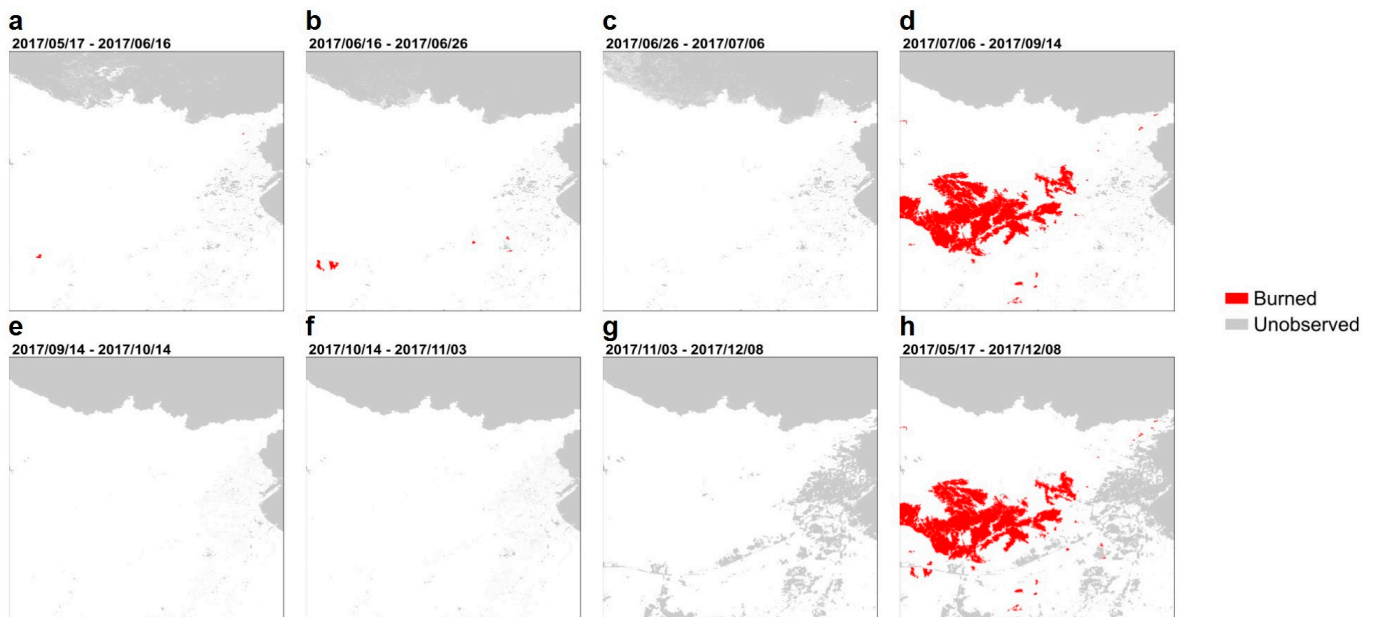 a b c d
2017/05/17 - 2017/06/16 2017/06/16 - 2017/06/26 2017/06/26 - 2017/07/06 2017/07/06 - 2017/09/14
Burned
Unobserved
e f g h
2017/09/14 - 2017/10/14 2017/10/14 - 2017/11/03 2017/11/03 - 2017/12/08 2017/05/17 - 2017/12/08